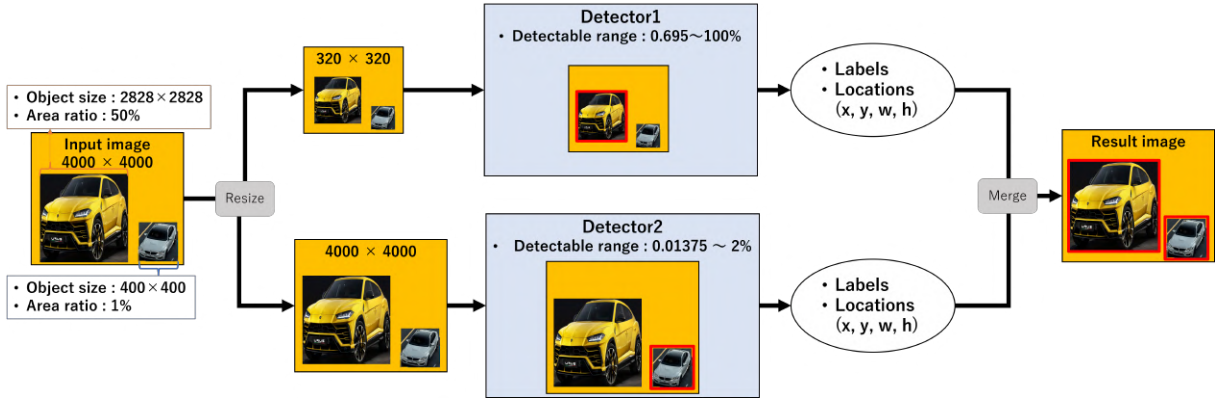 • Object size : 2828×2828
• Area ratio : 50%
Input image
4000 × 4000
• Object size : 400×400
• Area ratio : 1%
Resize
320 × 320
4000 × 4000
Detector1
• Detectable range : 0.695~100%
Detector2
• Detectable range : 0.01375 ~ 2%
• Labels
• Locations
(x, y, w, h)
• Labels
• Locations
(x, y, w, h)
Merge
Result image